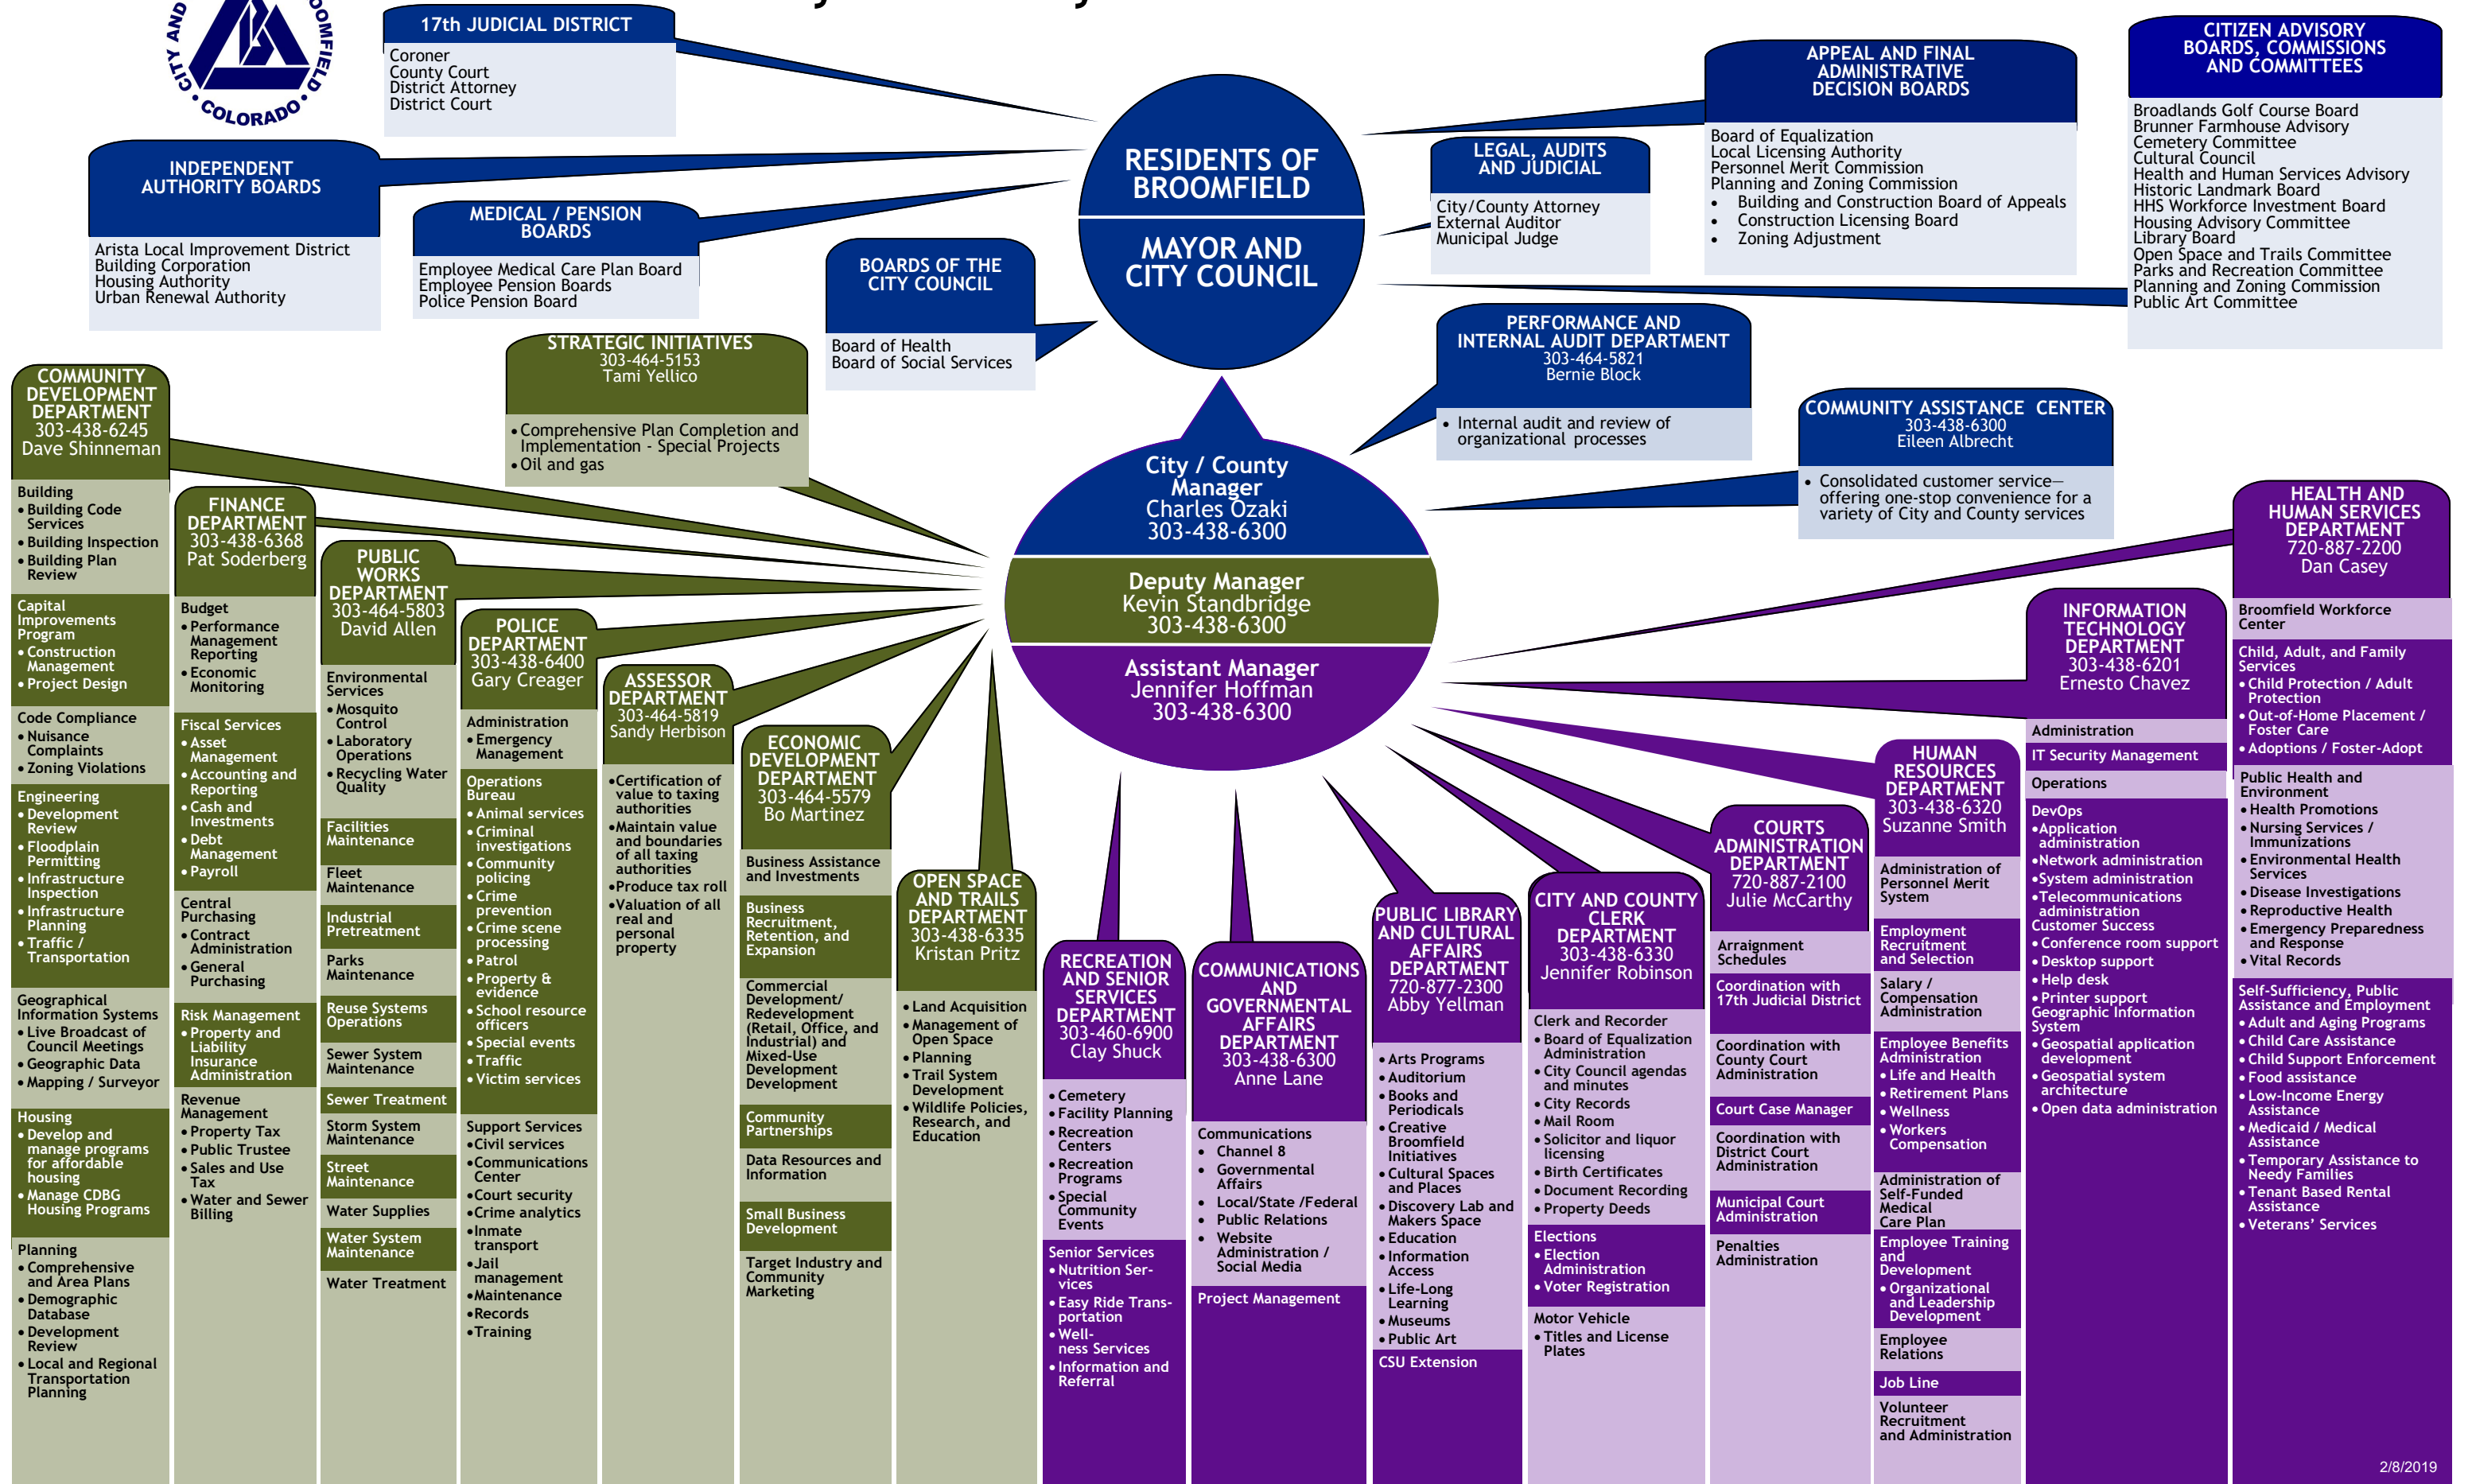 CITY AND
OOMFIELD
• COLORADO •
17th JUDICIAL DISTRICT
Coroner
County Court
District Attorney
District Court
INDEPENDENT
AUTHORITY BOARDS
Arista Local Improvement District
Building Corporation
Housing Authority
Urban Renewal Authority
MEDICAL / PENSION
BOARDS
Employee Medical Care Plan Board
Employee Pension Boards
Police Pension Board
BOARDS OF THE
CITY COUNCIL
Board of Health
Board of Social Services
RESIDENTS OF
BROOMFIELD
MAYOR AND
CITY COUNCIL
LEGAL, AUDITS
AND JUDICIAL
City/County Attorney
External Auditor
Municipal Judge
APPEAL AND FINAL
ADMINISTRATIVE
DECISION BOARDS
Board of Equalization
Local Licensing Authority
Personnel Merit Commission
Planning and Zoning Commission
• Building and Construction Board of Appeals
• Construction Licensing Board
• Zoning Adjustment
CITIZEN ADVISORY
BOARDS, COMMISSIONS
AND COMMITTEES
Broadlands Golf Course Board
Brunner Farmhouse Advisory
Cemetery Committee
Cultural Council
Health and Human Services Advisory
Historic Landmark Board
HHS Workforce Investment Board
Housing Advisory Committee
Library Board
Open Space and Trails Committee
Parks and Recreation Committee
Planning and Zoning Commission
Public Art Committee
STRATEGIC INITIATIVES
303-464-5153
Tami Yellico
• Comprehensive Plan Completion and
Implementation - Special Projects
• Oil and gas
PERFORMANCE AND
INTERNAL AUDIT DEPARTMENT
303-464-5821
Bernie Block
• Internal audit and review of
organizational processes
COMMUNITY ASSISTANCE CENTER
303-438-6300
Eileen Albrecht
• Consolidated customer service—
offering one-stop convenience for a
variety of City and County services
City / County
Manager
Charles Ozaki
303-438-6300
Deputy Manager
Kevin Standbridge
303-438-6300
Assistant Manager
Jennifer Hoffman
303-438-6300
COMMUNITY
DEVELOPMENT
DEPARTMENT
303-438-6245
Dave Shinneman
Building
• Building Code
Services
• Building Inspection
• Building Plan
Review
Capital
Improvements
Program
• Construction
Management
• Project Design
Code Compliance
• Nuisance
Complaints
• Zoning Violations
Engineering
• Development
Review
• Floodplain
Permitting
• Infrastructure
Inspection
• Infrastructure
Planning
• Traffic /
Transportation
Geographical
Information Systems
• Live Broadcast of
Council Meetings
• Geographic Data
• Mapping / Surveyor
Housing
• Develop and
manage programs
for affordable
housing
• Manage CDBG
Housing Programs
Planning
• Comprehensive
and Area Plans
• Demographic
Database
• Development
Review
• Local and Regional
Transportation
Planning
FINANCE
DEPARTMENT
303-438-6368
Pat Soderberg
Budget
• Performance
Management
Reporting
• Economic
Monitoring
Fiscal Services
• Asset
Management
• Accounting and
Reporting
• Cash and
Investments
• Debt
Management
• Payroll
Central
Purchasing
• Contract
Administration
• General
Purchasing
Risk Management
• Property and
Liability
Insurance
Administration
Revenue
Management
• Property Tax
• Public Trustee
• Sales and Use
Tax
• Water and Sewer
Billing
PUBLIC
WORKS
DEPARTMENT
303-464-5803
David Allen
Environmental
Services
• Mosquito
Control
• Laboratory
Operations
• Recycling Water
Quality
Facilities
Maintenance
Fleet
Maintenance
Industrial
Pretreatment
Parks
Maintenance
Reuse Systems
Operations
Sewer System
Maintenance
Sewer Treatment
Storm System
Maintenance
Street
Maintenance
Water Supplies
Water System
Maintenance
Water Treatment
POLICE
DEPARTMENT
303-438-6400
Gary Creager
Administration
• Emergency
Management
Operations
Bureau
• Animal services
• Criminal
investigations
• Community
policing
• Crime
prevention
• Crime scene
processing
• Patrol
• Property &
evidence
• School resource
officers
• Special events
• Traffic
• Victim services
Support Services
•Civil services
•Communications
Center
•Court security
•Crime analytics
•Inmate
transport
•Jail
management
•Maintenance
•Records
•Training
ASSESSOR
DEPARTMENT
303-464-5819
Sandy Herbison
•Certification of
value to taxing
authorities
•Maintain value
and boundaries
of all taxing
authorities
•Produce tax roll
•Valuation of all
real and
personal
property
ECONOMIC
DEVELOPMENT
DEPARTMENT
303-464-5579
Bo Martinez
Business Assistance
and Investments
Business
Recruitment,
Retention, and
Expansion
Commercial
Development/
Redevelopment
(Retail, Office, and
Industrial) and
Mixed-Use
Development
Development
Community
Partnerships
Data Resources and
Information
Small Business
Development
Target Industry and
Community
Marketing
OPEN SPACE
AND TRAILS
DEPARTMENT
303-438-6335
Kristan Pritz
• Land Acquisition
• Management of
Open Space
• Planning
• Trail System
Development
• Wildlife Policies,
Research, and
Education
RECREATION
AND SENIOR
SERVICES
DEPARTMENT
303-460-6900
Clay Shuck
• Cemetery
• Facility Planning
• Recreation
Centers
• Recreation
Programs
• Special
Community
Events
Senior Services
• Nutrition Ser-
vices
• Easy Ride Trans-
portation
• Well-
ness Services
• Information and
Referral
COMMUNICATIONS
AND
GOVERNMENTAL
AFFAIRS
DEPARTMENT
303-438-6300
Anne Lane
Communications
• Channel 8
• Governmental
Affairs
• Local/State /Federal
• Public Relations
• Website
Administration /
Social Media
Project Management
PUBLIC LIBRARY
AND CULTURAL
AFFAIRS
DEPARTMENT
720-877-2300
Abby Yellman
• Arts Programs
• Auditorium
• Books and
Periodicals
• Creative
Broomfield
Initiatives
• Cultural Spaces
and Places
• Discovery Lab and
Makers Space
• Education
• Information
Access
• Life-Long
Learning
• Museums
• Public Art
CSU Extension
CITY AND COUNTY
CLERK
DEPARTMENT
303-438-6330
Jennifer Robinson
Clerk and Recorder
• Board of Equalization
Administration
• City Council agendas
and minutes
• City Records
• Mail Room
• Solicitor and liquor
licensing
• Birth Certificates
• Document Recording
• Property Deeds
Elections
• Election
Administration
• Voter Registration
Motor Vehicle
• Titles and License
Plates
COURTS
ADMINISTRATION
DEPARTMENT
720-887-2100
Julie McCarthy
Arraignment
Schedules
Coordination with
17th Judicial District
Coordination with
County Court
Administration
Court Case Manager
Coordination with
District Court
Administration
Municipal Court
Administration
Penalties
Administration
HUMAN
RESOURCES
DEPARTMENT
303-438-6320
Suzanne Smith
Administration of
Personnel Merit
System
Employment
Recruitment
and Selection
Salary /
Compensation
Administration
Employee Benefits
Administration
• Life and Health
• Retirement Plans
• Wellness
• Workers
Compensation
Administration of
Self-Funded
Medical
Care Plan
Employee Training
and
Development
• Organizational
and Leadership
Development
Employee
Relations
Job Line
Volunteer
Recruitment
and Administration
INFORMATION
TECHNOLOGY
DEPARTMENT
303-438-6201
Ernesto Chavez
Administration
IT Security Management
Operations
DevOps
•Application
administration
•Network administration
•System administration
•Telecommunications
administration
Customer Success
• Conference room support
• Desktop support
• Help desk
• Printer support
Geographic Information
System
• Geospatial application
development
• Geospatial system
architecture
• Open data administration
HEALTH AND
HUMAN SERVICES
DEPARTMENT
720-887-2200
Dan Casey
Broomfield Workforce
Center
Child, Adult, and Family
Services
• Child Protection / Adult
Protection
• Out-of-Home Placement /
Foster Care
• Adoptions / Foster-Adopt
Public Health and
Environment
• Health Promotions
• Nursing Services /
Immunizations
• Environmental Health
Services
• Disease Investigations
• Reproductive Health
• Emergency Preparedness
and Response
• Vital Records
Self-Sufficiency, Public
Assistance and Employment
• Adult and Aging Programs
• Child Care Assistance
• Child Support Enforcement
• Food assistance
• Low-Income Energy
Assistance
• Medicaid / Medical
Assistance
• Temporary Assistance to
Needy Families
• Tenant Based Rental
Assistance
• Veterans’ Services
2/8/2019